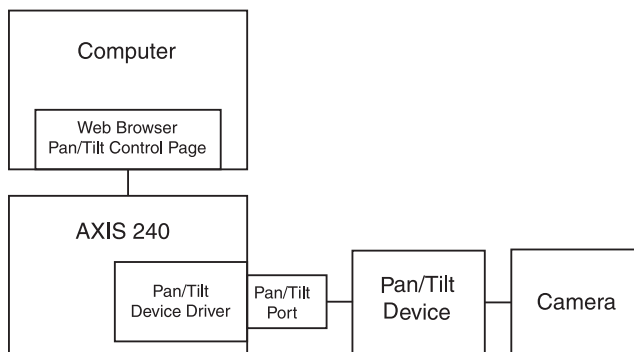 Computer
Web Browser
Pan/Tilt Control Page
AXIS 240
Pan/Tilt
Device Driver
Pan/Tilt
Port
Pan/Tilt
Device
Camera